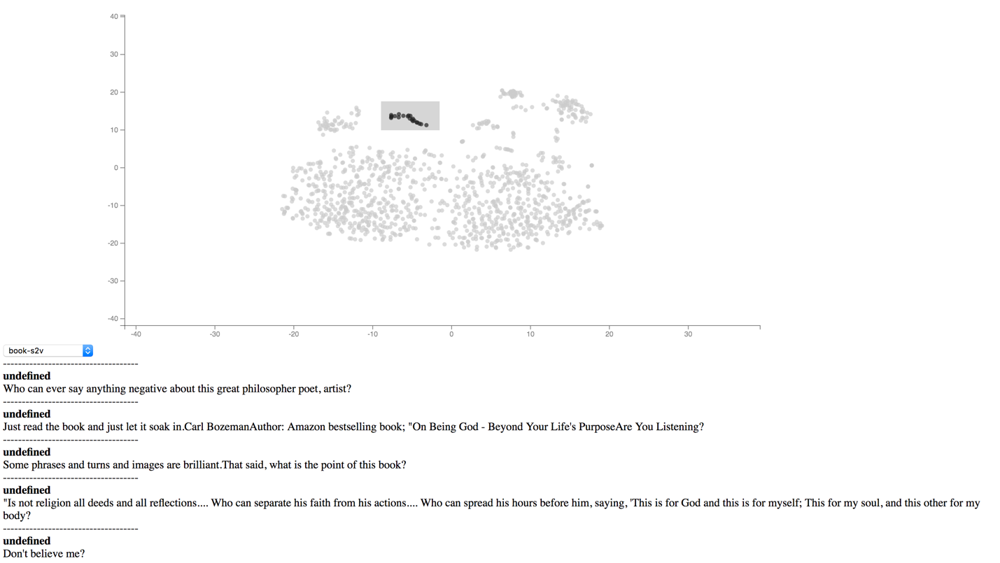 40
30
20
10
0
-10
-20
-30
-40
-40 -30 -20 -10 0 10 20 30
book-s2v
------------------------------------
undefined
Who can ever say anything negative about this great philosopher poet, artist?
------------------------------------
undefined
Just read the book and just let it soak in.Carl BozemanAuthor: Amazon bestselling book; "On Being God - Beyond Your Life's PurposeAre You Listening?
------------------------------------
undefined
Some phrases and turns and images are brilliant.That said, what is the point of this book?
------------------------------------
undefined
"Is not religion all deeds and all reflections.... Who can separate his faith from his actions.... Who can spread his hours before him, saying, 'This is for God and this is for myself; This for my soul, and this other for my
body?
------------------------------------
undefined
Don't believe me?